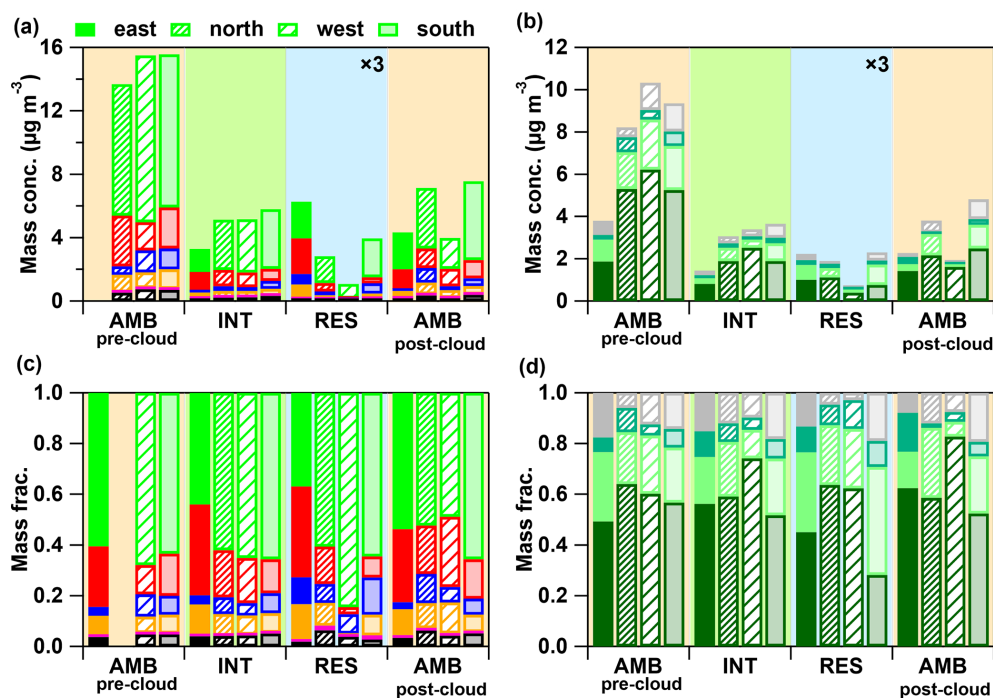 (a) east north west south
16
12
8
4
0
Mass conc. (µg m⁻³)
×3
AMB INT RES AMB
pre-cloud post-cloud
(b)
12
10
8
6
4
2
0
Mass conc. (µg m⁻³)
×3
AMB INT RES AMB
pre-cloud post-cloud
(c)
1.0
0.8
0.6
0.4
0.2
0.0
Mass frac.
AMB INT RES AMB
pre-cloud post-cloud
(d)
1.0
0.8
0.6
0.4
0.2
0.0
Mass frac.
AMB INT RES AMB
pre-cloud post-cloud